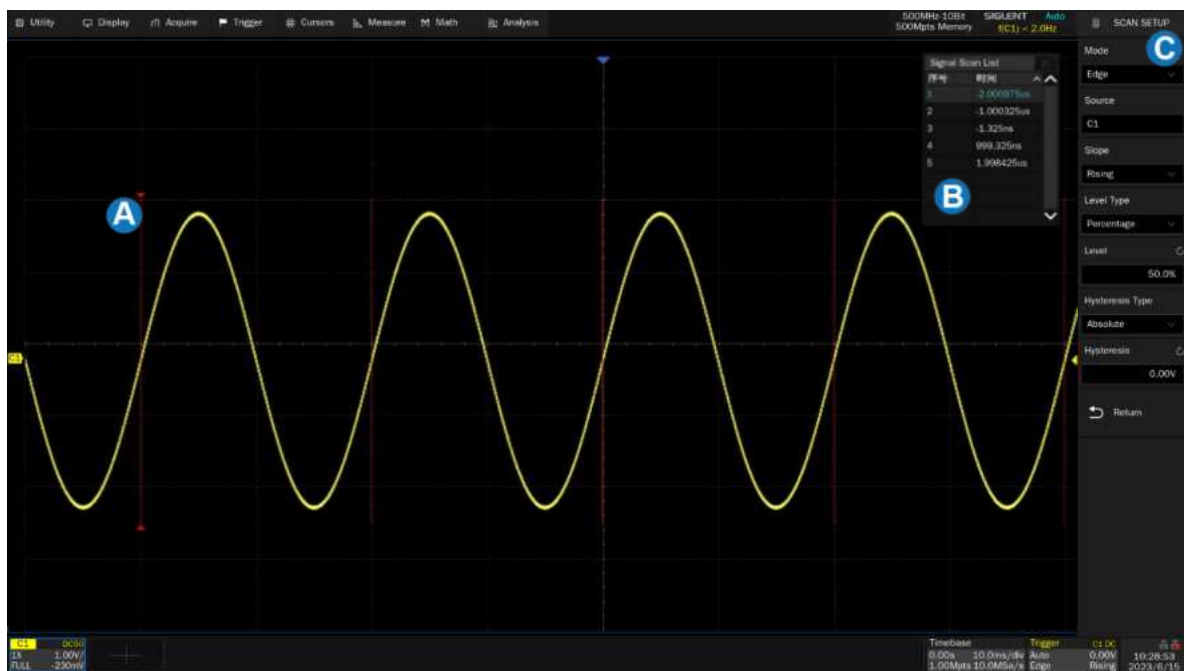 Utility Display Acquire Trigger Cursors Measure Math Analysis
500MHz 10Bit SIGLENT Auto
500Mpts Memory f(C1) < 2.0Hz
SCAN SETUP
Mode
C
Edge
Source
C1
Slope
Rising
Level Type
Percentage
Level
50.0%
Hysteresis Type
Absolute
Hysteresis
0.00V
Return
Signal Scan List
序号 时间
1 -2.000975us
2 -1.000325us
3 -1.325ns
4 999.325ns
5 1.998425us
B
A
C1
C1 DC50
1X 1.00V/
FULL -230mV
Timebase
0.00s 10.0ms/div
1.00Mpts 10.0MSa/s
Trigger C1 DC
Auto 0.00V
Edge Rising
10:28:53
2023/6/15